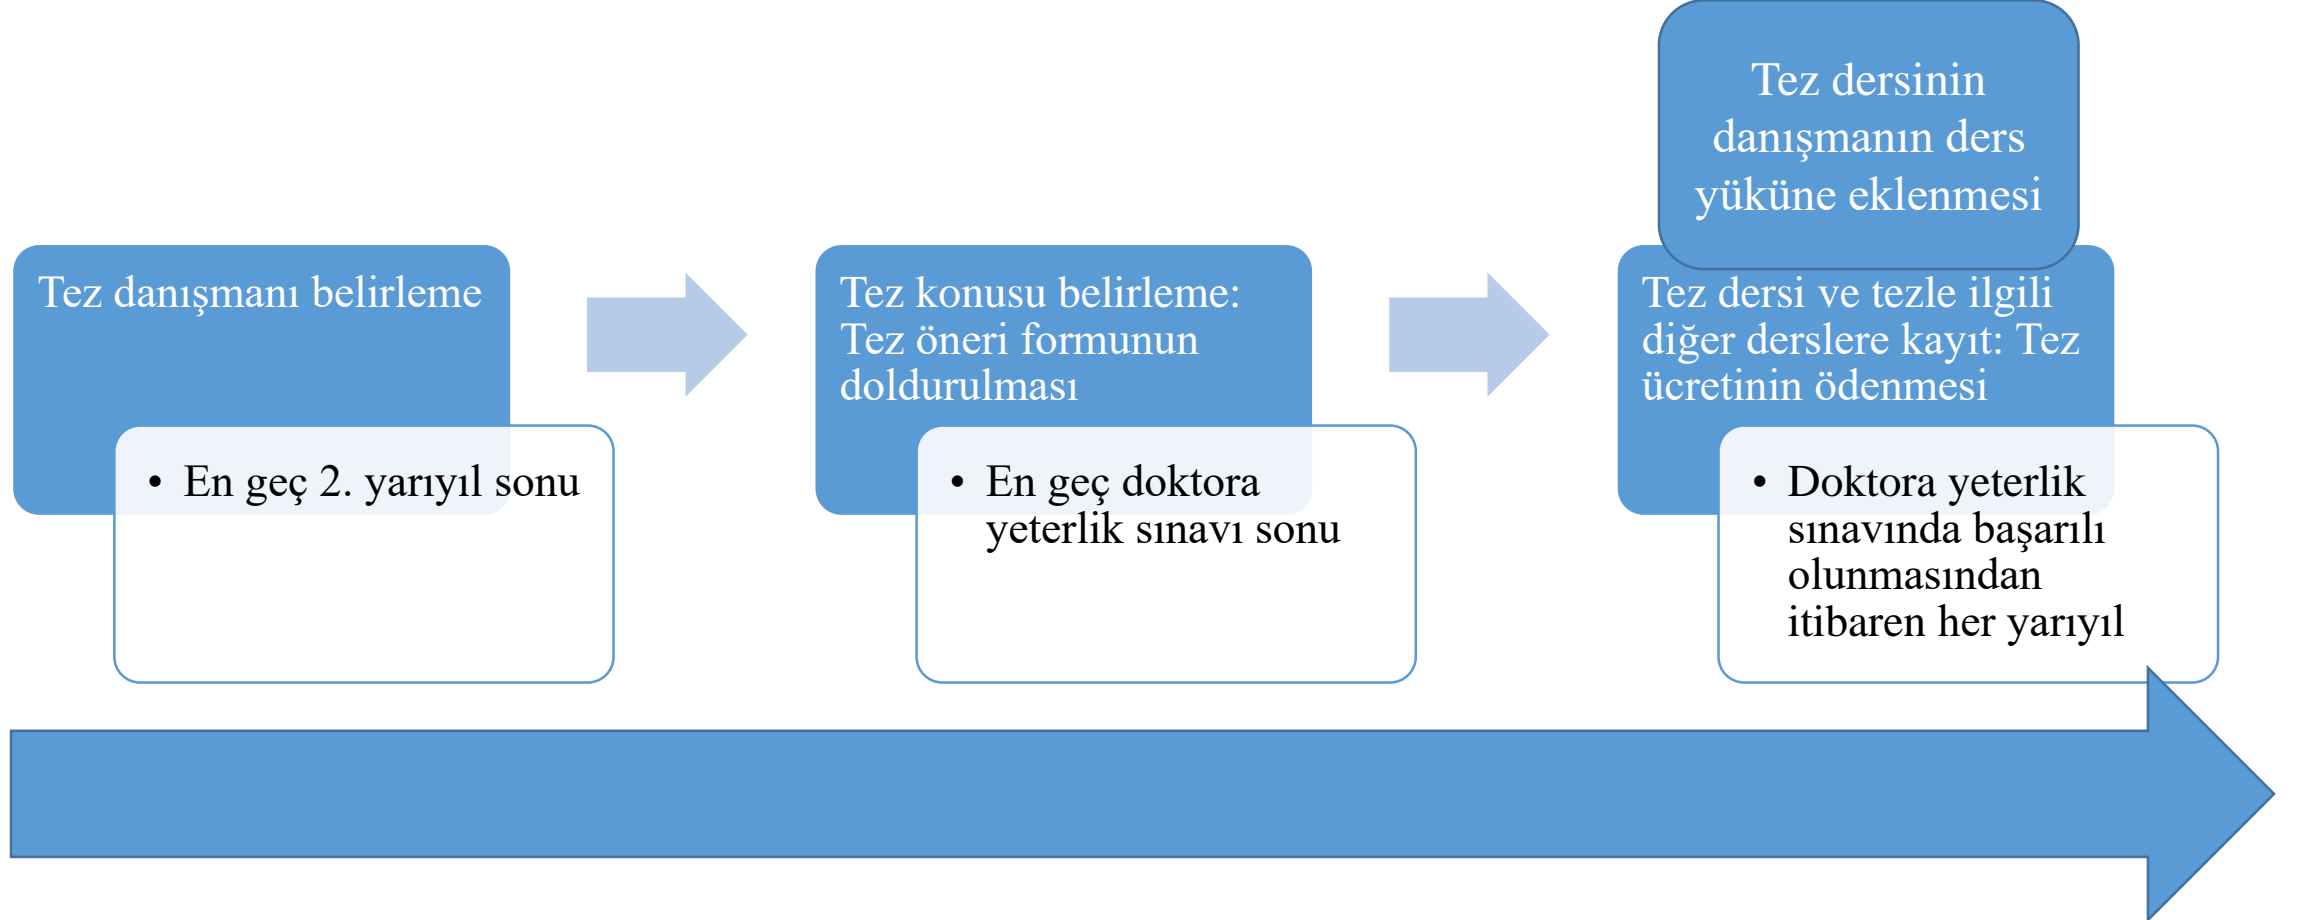 Tez dersinin
danışmanın ders
yüküne eklenmesi
Tez danışmanı belirleme
• En geç 2. yarıyıl sonu
Tez konusu belirleme:
Tez öneri formunun
doldurulması
• En geç doktora
yeterlik sınavı sonu
Tez dersi ve tezle ilgili
diğer derslere kayıt: Tez
ücretinin ödenmesi
• Doktora yeterlik
sınavında başarılı
olunmasından
itibaren her yarıyıl